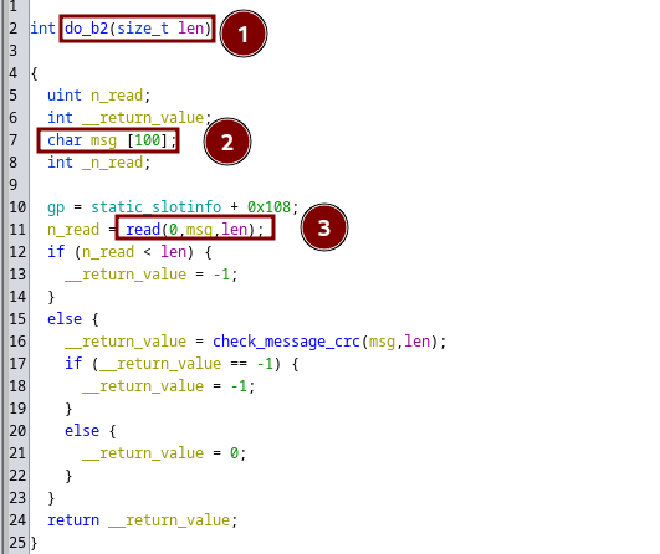 1
2 int do_b2(size_t len) 1
3
4 {
5 uint n_read;
6 int __return_value;
7 char msg [100]; 2
8 int _n_read;
9
10 gp = static_slotinfo + 0x108;
11 n_read = read(0,msg,len); 3
12 if (n_read < len) {
13 __return_value = -1;
14 }
15 else {
16 __return_value = check_message_crc(msg,len);
17 if (__return_value == -1) {
18 __return_value = -1;
19 }
20 else {
21 __return_value = 0;
22 }
23 }
24 return __return_value;
25 }